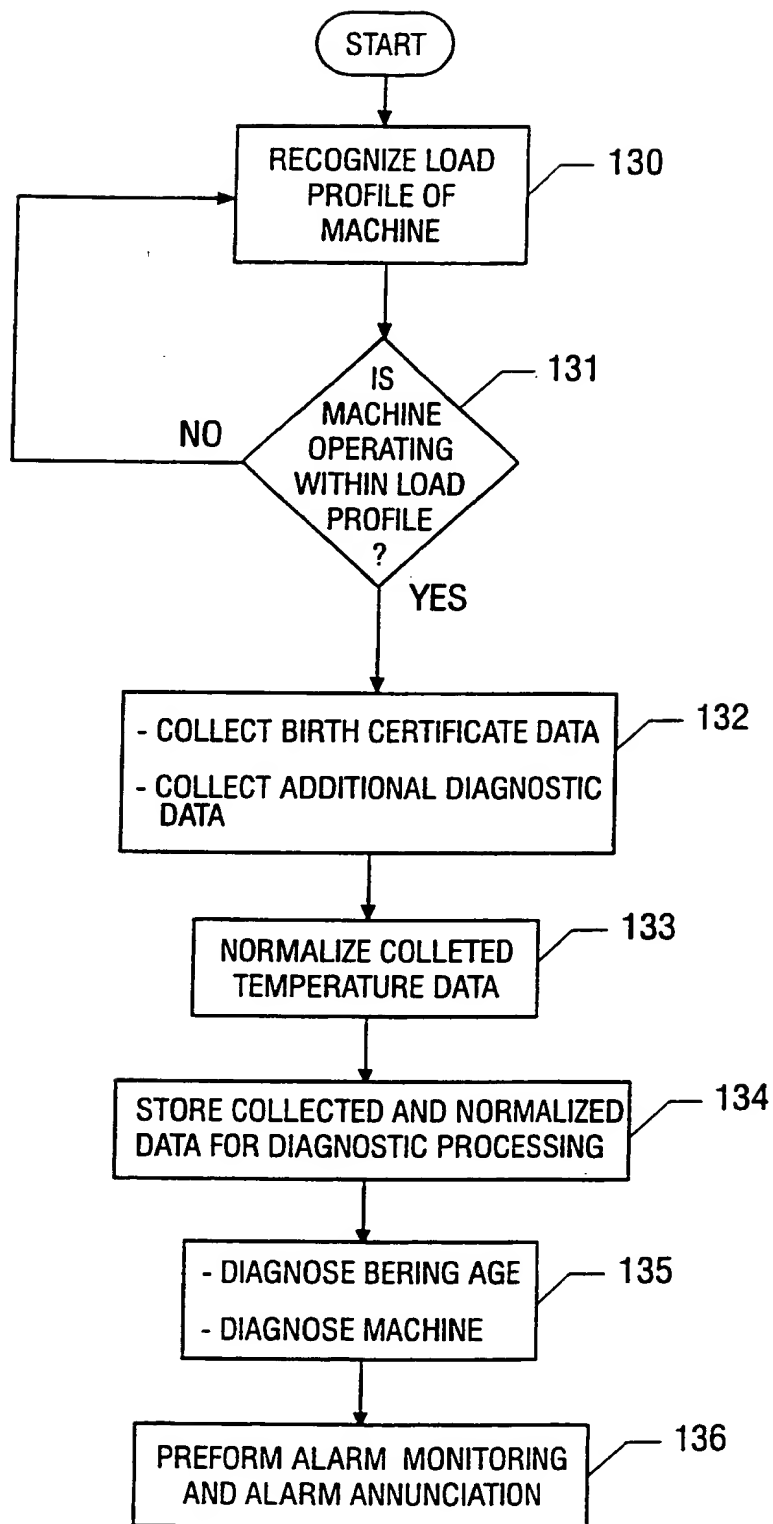 START
RECOGNIZE LOAD
PROFILE OF
MACHINE
130
IS
MACHINE
OPERATING
WITHIN LOAD
PROFILE
?
131
NO
YES
- COLLECT BIRTH CERTIFICATE DATA
- COLLECT ADDITIONAL DIAGNOSTIC
DATA
132
NORMALIZE COLLETED
TEMPERATURE DATA
133
STORE COLLECTED AND NORMALIZED
DATA FOR DIAGNOSTIC PROCESSING
134
- DIAGNOSE BERING AGE
- DIAGNOSE MACHINE
135
PREFORM ALARM MONITORING
AND ALARM ANNUNCIATION
136